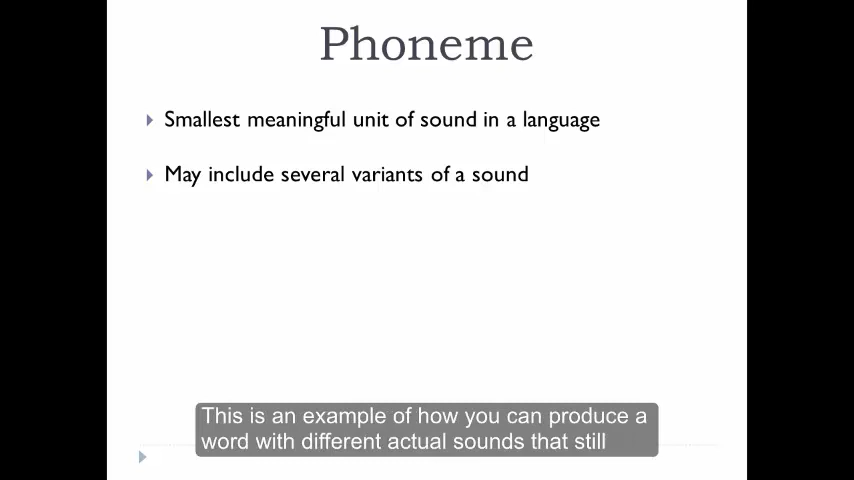 Phoneme
Smallest meaningful unit of sound in a language
May include several variants of a sound
This is an example of how you can produce a
word with different actual sounds that still